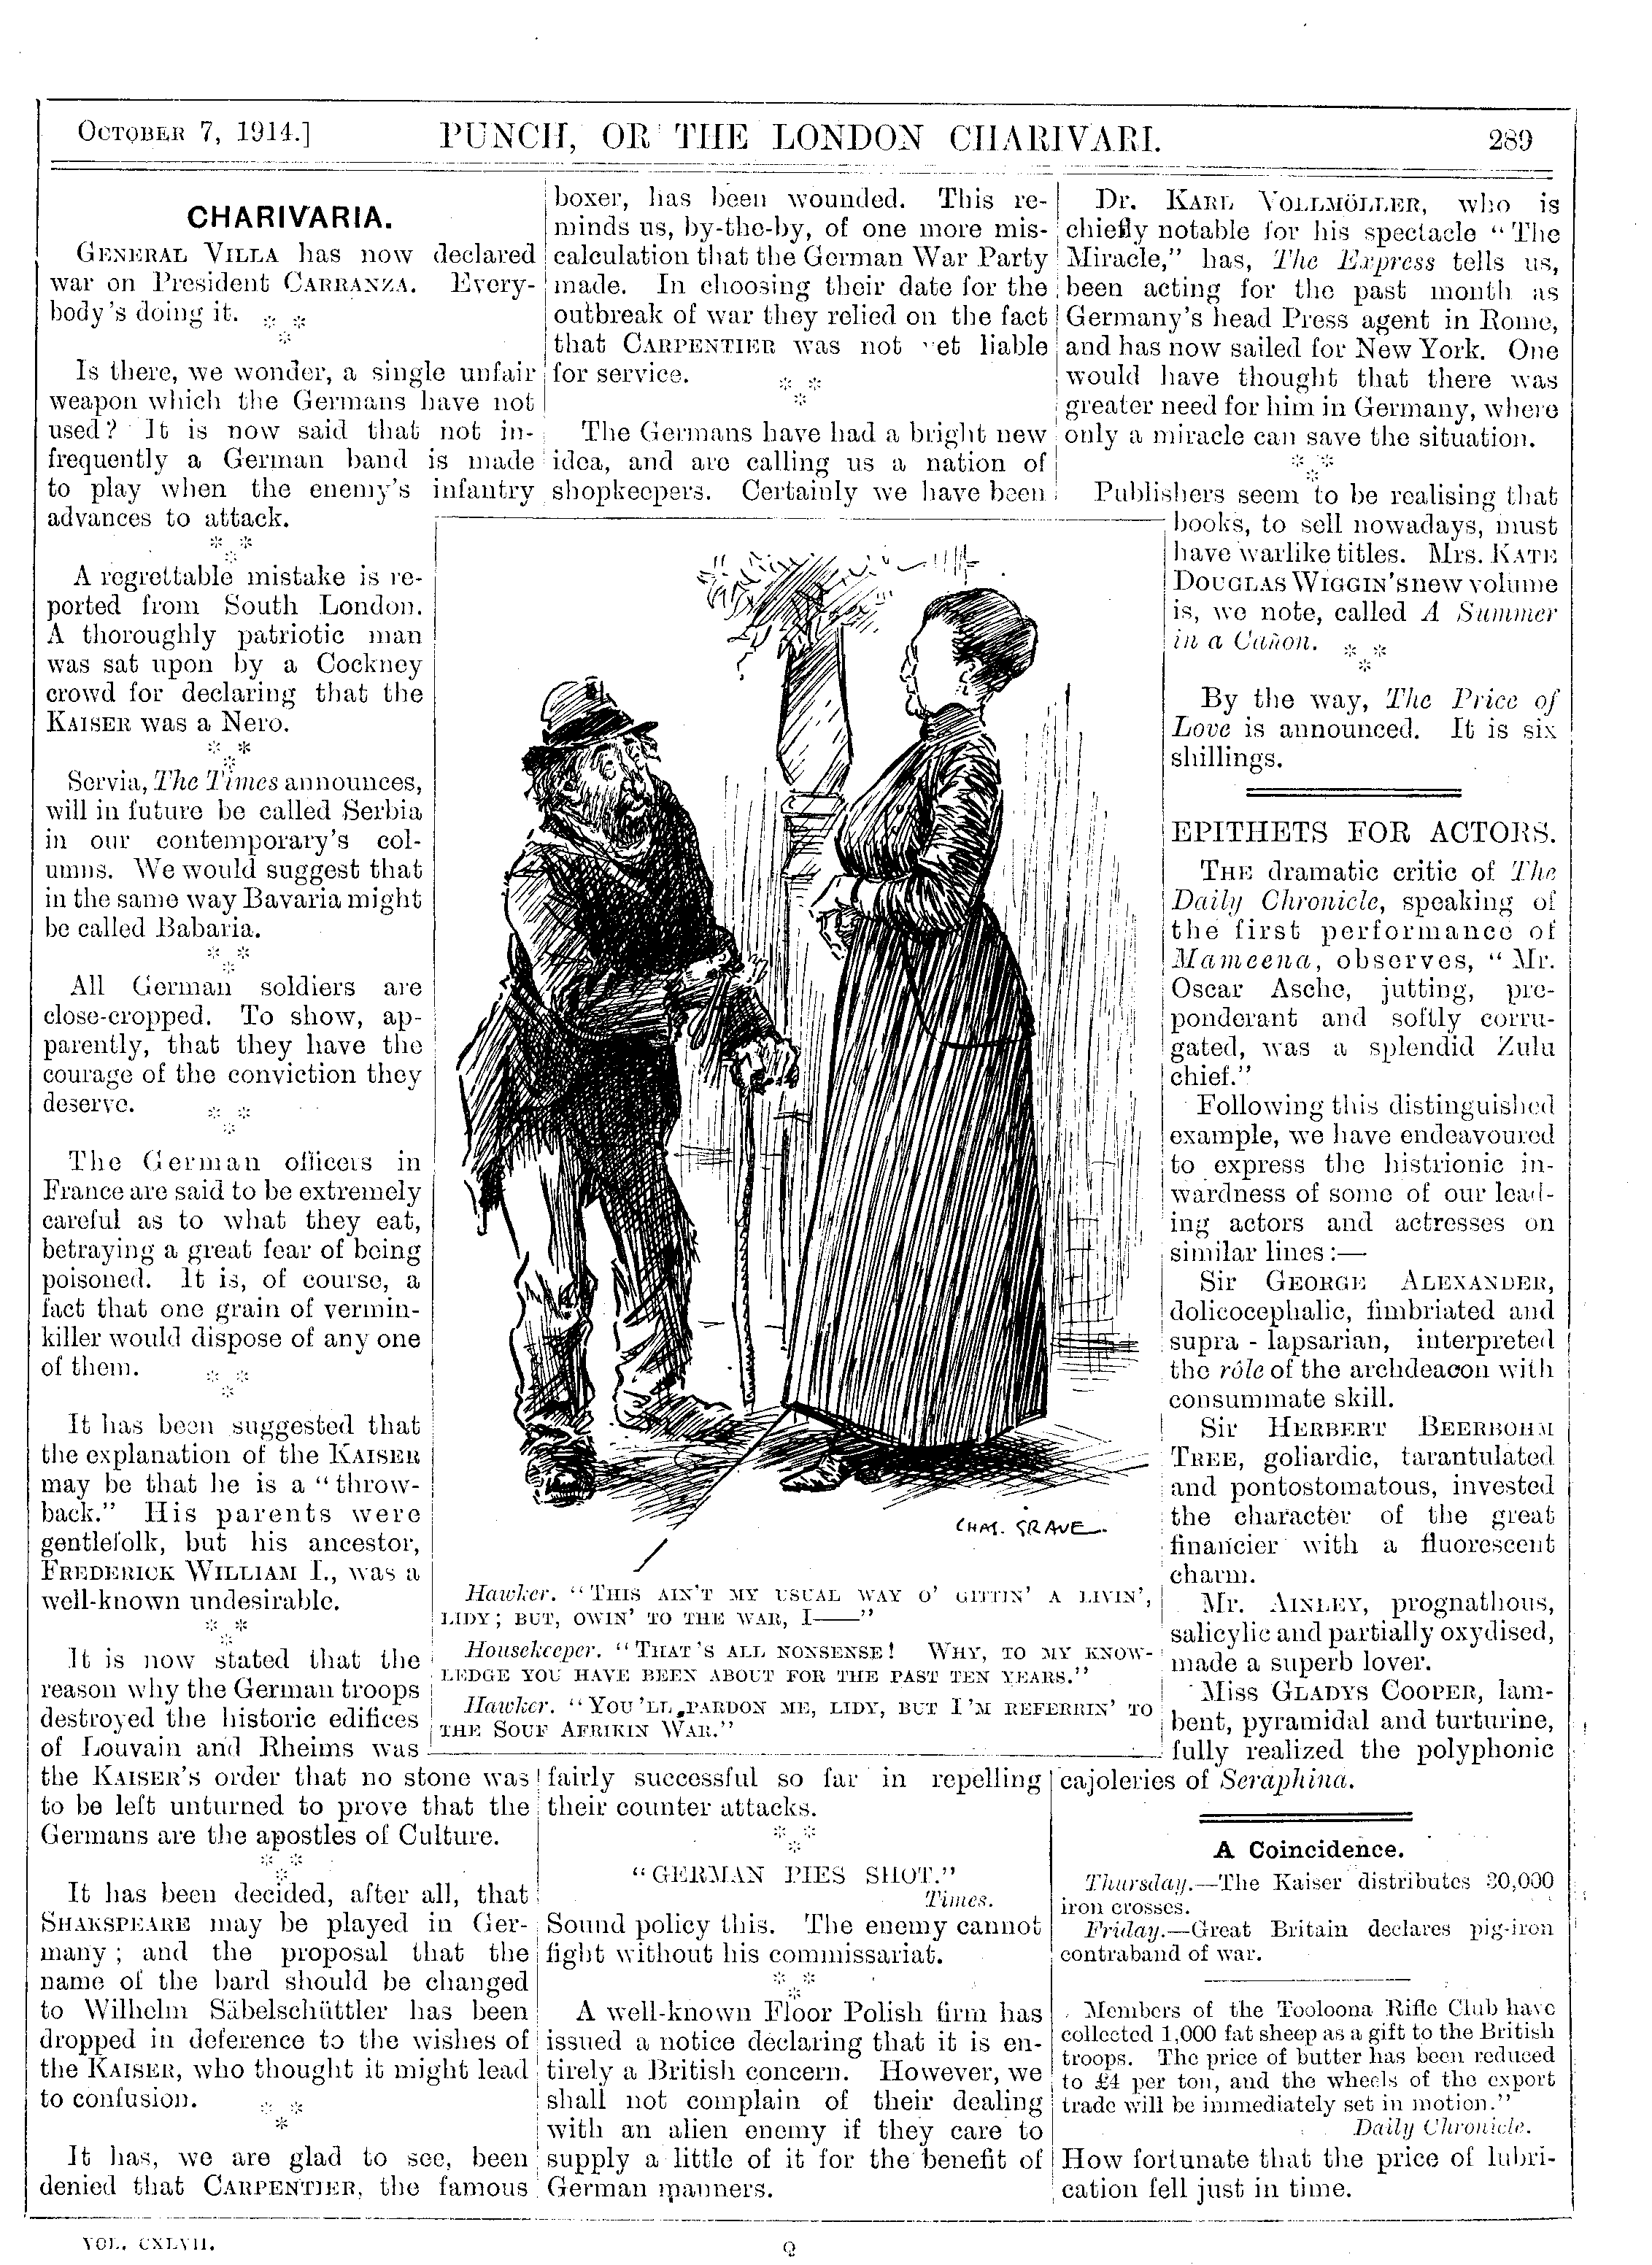 OCTOBER 7, 1914.]
PUNCH, OR THE LONDON CHARIVARI.
289
CHARIVARIA.
GENERAL VILLA has now declared
war on President CARRANZA. Every-
body's doing it.
Is there, we wonder, a single unfair
weapon which the Germans have not
used? It is now said that not in-
frequently a German band is made
to play when the enemy's infantry
advances to attack.
A regrettable mistake is re-
ported from South London.
A thoroughly patriotic man
was sat upon by a Cockney
crowd for declaring that the
KAISER was a Nero.
Servia, The Times announces,
will in future be called Serbia
in our contemporary's col-
umns. We would suggest that
in the same way Bavaria might
be called Babaria.
All German soldiers are
close-cropped. To show, ap-
parently, that they have the
courage of the conviction they
deserve.
The German officers in
France are said to be extremely
careful as to what they eat,
betraying a great fear of being
poisoned. It is, of course, a
fact that one grain of vermin-
killer would dispose of any one
of them.
It has been suggested that
the explanation of the KAISER
may be that he is a "throw-
back." His parents were
gentlefolk, but his ancestor,
FREDERICK WILLIAM I., was a
well-known undesirable.
It is now stated that the
reason why the German troops
destroyed the historic edifices
of Louvain and Rheims was
the KAISER'S order that no stone was
to be left unturned to prove that the
Germans are the apostles of Culture.
It has been decided, after all, that
SHAKSPEARE may be played in Ger-
many; and the proposal that the
name of the bard should be changed
to Wilhelm Säbelschüttler has been
dropped in deference to the wishes of
the KAISER, who thought it might lead
to confusion.
It has, we are glad to see, been
denied that CARPENTIER, the famous
boxer, has been wounded. This re-
minds us, by-the-by, of one more mis-
calculation that the German War Party
made. In choosing their date for the
outbreak of war they relied on the fact
that CARPENTIER was not yet liable
for service.
The Germans have had a bright new
idea, and are calling us a nation of
shopkeepers. Certainly we have been
CHAS. GRAVE.
Hawker. "THIS AIN'T MY USUAL WAY O' GITTIN' A LIVIN',
LIDY; BUT, OWIN' TO THE WAR, I——"
Housekeeper. "THAT'S ALL NONSENSE! WHY, TO MY KNOW-
LEDGE YOU HAVE BEEN ABOUT FOR THE PAST TEN YEARS."
Hawker. "YOU'LL PARDON ME, LIDY, BUT I'M REFERRIN' TO
THE SOUF AFRIKIN WAR."
fairly successful so far in repelling
their counter attacks.
"GERMAN PIES SHOT."
Times.
Sound policy this. The enemy cannot
fight without his commissariat.
A well-known Floor Polish firm has
issued a notice declaring that it is en-
tirely a British concern. However, we
shall not complain of their dealing
with an alien enemy if they care to
supply a little of it for the benefit of
German manners.
Dr. KARL VOLLMÖLLER, who is
chiefly notable for his spectacle "The
Miracle," has, The Express tells us,
been acting for the past month as
Germany's head Press agent in Rome,
and has now sailed for New York. One
would have thought that there was
greater need for him in Germany, where
only a miracle can save the situation.
Publishers seem to be realising that
books, to sell nowadays, must
have warlike titles. Mrs. KATE
DOUGLAS WIGGIN'S new volume
is, we note, called A Summer
in a Cañon.
By the way, The Price of
Love is announced. It is six
shillings.
EPITHETS FOR ACTORS.
THE dramatic critic of The
Daily Chronicle, speaking of
the first performance of
Mameena, observes, "Mr.
Oscar Asche, jutting, pre-
ponderant and softly corru-
gated, was a splendid Zulu
chief."
Following this distinguished
example, we have endeavoured
to express the histrionic in-
wardness of some of our lead-
ing actors and actresses on
similar lines:—
Sir GEORGE ALEXANDER,
dolicocephalic, fimbriated and
supra-lapsarian, interpreted
the rôle of the archdeacon with
consummate skill.
Sir HERBERT BEERBOHM
TREE, goliardic, tarantulated
and pontostomatous, invested
the character of the great
financier with a fluorescent
charm.
Mr. AINLEY, prognathous,
salicylic and partially oxydised,
made a superb lover.
Miss GLADYS COOPER, lam-
bent, pyramidal and turturine,
fully realized the polyphonic
cajoleries of Seraphina.
A Coincidence.
Thursday.—The Kaiser distributes 30,000
iron crosses.
Friday.—Great Britain declares pig-iron
contraband of war.
Members of the Tooloona Rifle Club have
collected 1,000 fat sheep as a gift to the British
troops. The price of butter has been reduced
to £4 per ton, and the wheels of the export
trade will be immediately set in motion."
Daily Chronicle.
How fortunate that the price of lubri-
cation fell just in time.
VOL. CXLVII.
Q